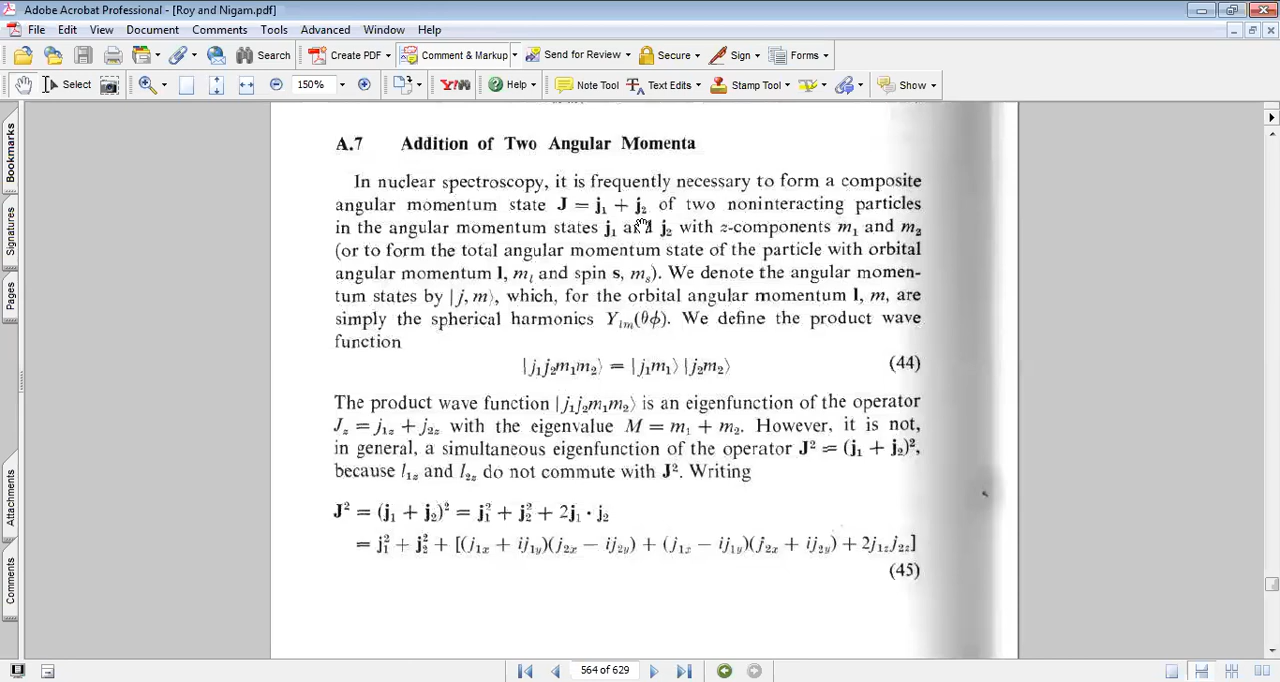 Adobe Acrobat Professional - [Roy and Nigam.pdf]
File Edit View Document Comments Tools Advanced Window Help
Search Create PDF Comment & Markup Send for Review Secure Sign Forms
Select 150% Y! Help Note Tool Text Edits Stamp Tool Show
Bookmarks
Signatures
Pages
Attachments
Comments
A.7 Addition of Two Angular Momenta
In nuclear spectroscopy, it is frequently necessary to form a composite
angular momentum state J = j₁ + j₂ of two noninteracting particles
in the angular momentum states j₁ and j₂ with z-components m₁ and m₂
(or to form the total angular momentum state of the particle with orbital
angular momentum l, mₗ and spin s, mₛ). We denote the angular momen-
tum states by |j, m⟩, which, for the orbital angular momentum l, m, are
simply the spherical harmonics Yₗₘ(θϕ). We define the product wave
function
|j₁j₂m₁m₂⟩ = |j₁m₁⟩ |j₂m₂⟩ (44)
The product wave function |j₁j₂m₁m₂⟩ is an eigenfunction of the operator
J_z = j₁z + j₂z with the eigenvalue M = m₁ + m₂. However, it is not,
in general, a simultaneous eigenfunction of the operator J² = (j₁ + j₂)²,
because l₁z and l₂z do not commute with J². Writing
J² = (j₁ + j₂)² = j₁² + j₂² + 2j₁ · j₂
= j₁² + j₂² + [(j₁x + ij₁y)(j₂x − ij₂y) + (j₁x − ij₁y)(j₂x + ij₂y) + 2j₁zj₂z]
(45)
564 of 629